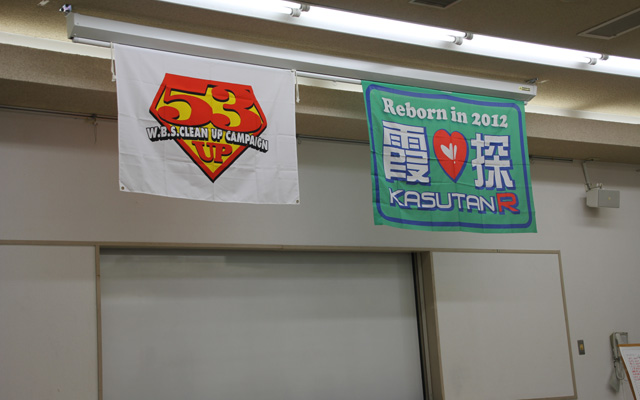 53
W.B.S.CLEAN UP CAMPAIGN
UP
Reborn in 2012
霞 探
KASUTAN R